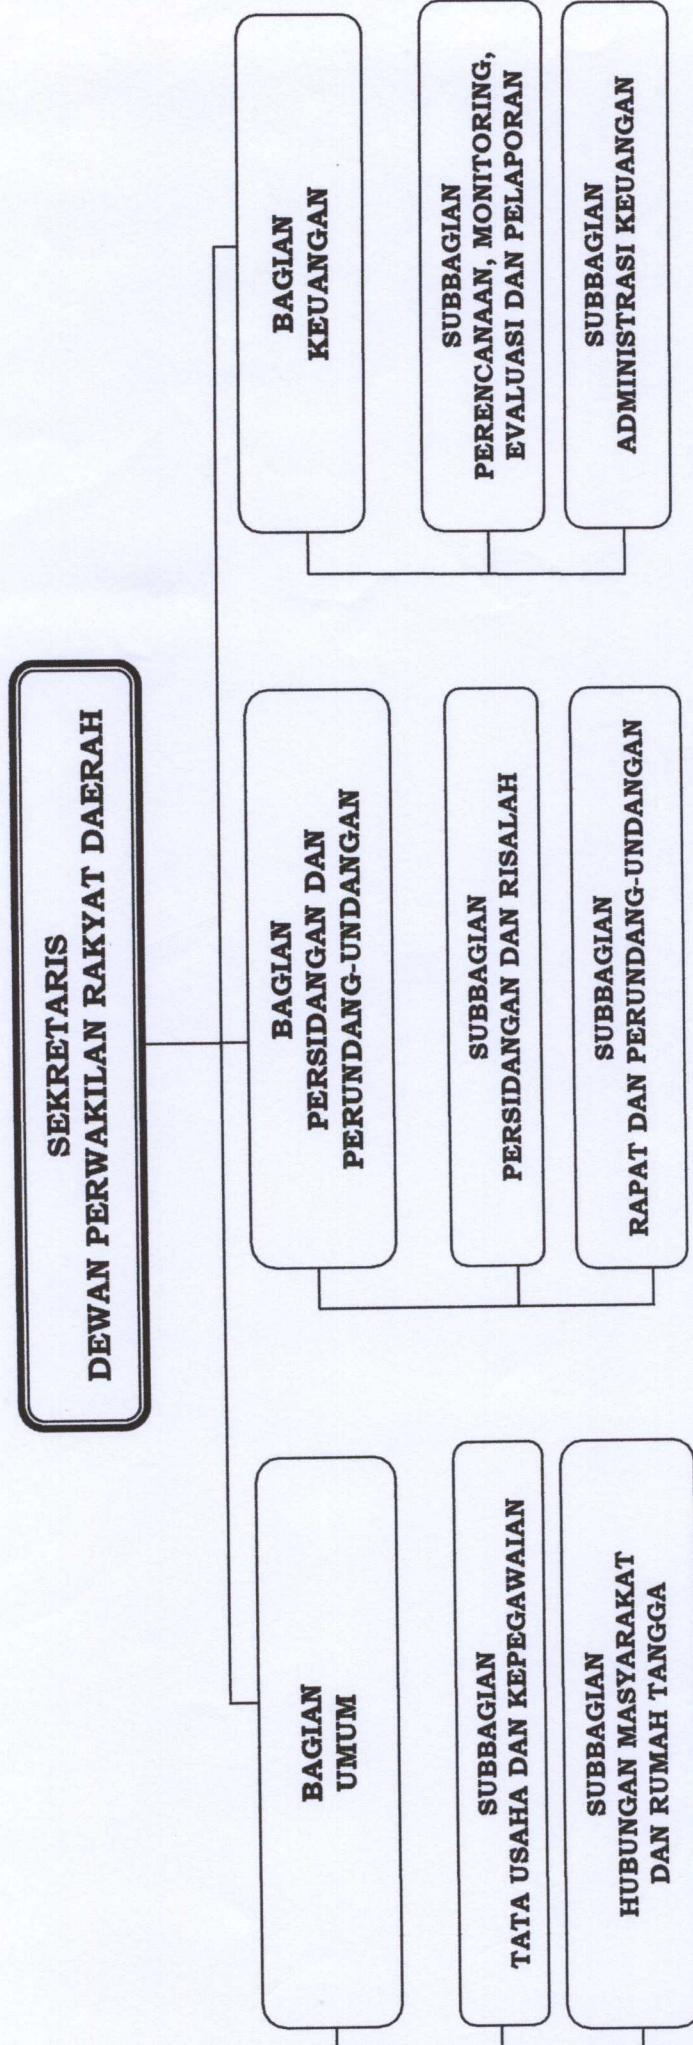 SEKRETARIS
DEWAN PERWAKILAN RAKYAT DAERAH
BAGIAN
UMUM
SUBBAGIAN
TATA USAHA DAN KEPEGAWAIAN
SUBBAGIAN
HUBUNGAN MASYARAKAT
DAN RUMAH TANGGA
BAGIAN
PERSIDANGAN DAN
PERUNDANG-UNDANGAN
SUBBAGIAN
PERSIDANGAN DAN RISALAH
SUBBAGIAN
RAPAT DAN PERUNDANG-UNDANGAN
BAGIAN
KEUANGAN
SUBBAGIAN
PERENCANAAN, MONITORING,
EVALUASI DAN PELAPORAN
SUBBAGIAN
ADMINISTRASI KEUANGAN